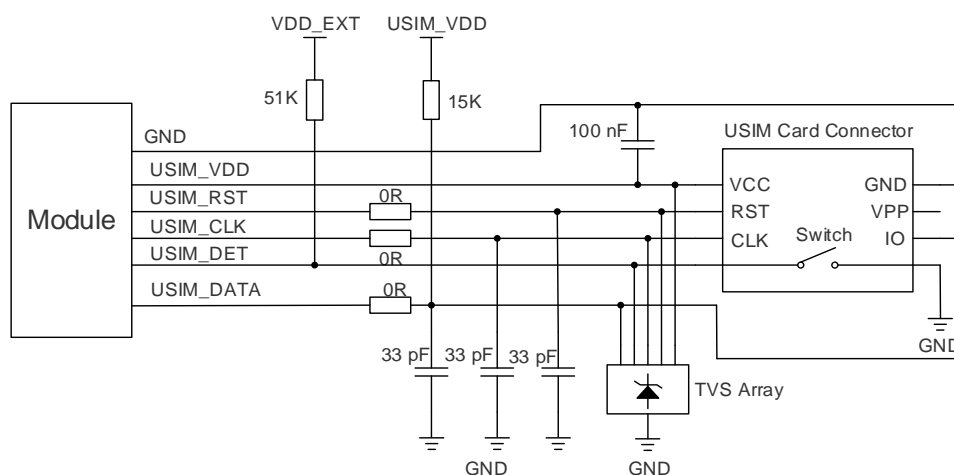 VDD_EXT
USIM_VDD
51K
15K
GND
100 nF
USIM Card Connector
USIM_VDD
VCC
GND
Module
USIM_RST
0R
RST
VPP
USIM_CLK
CLK
Switch
IO
USIM_DET
0R
USIM_DATA
0R
GND
33 pF
33 pF
33 pF
TVS Array
GND
GND